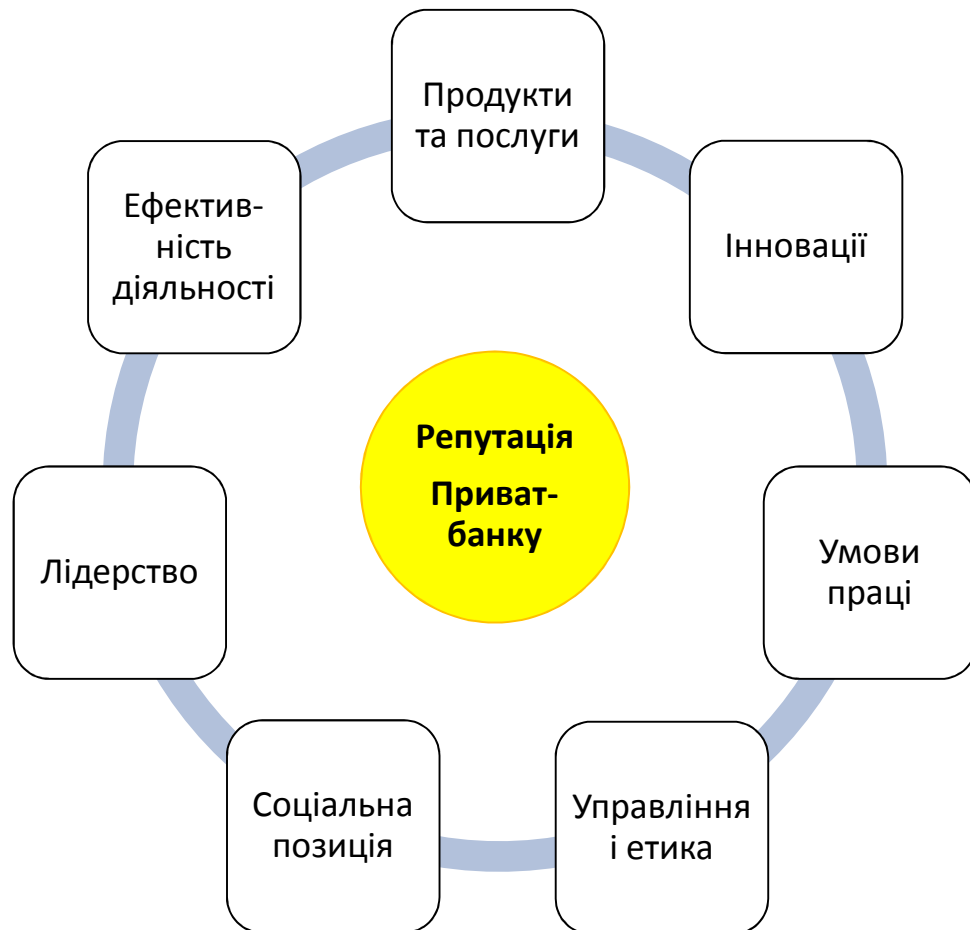 Продукти
та послуги
Ефектив-
ність
діяльності
Інновації
Репутація
Приват-
банку
Лідерство
Умови
праці
Соціальна
позиція
Управління
і етика